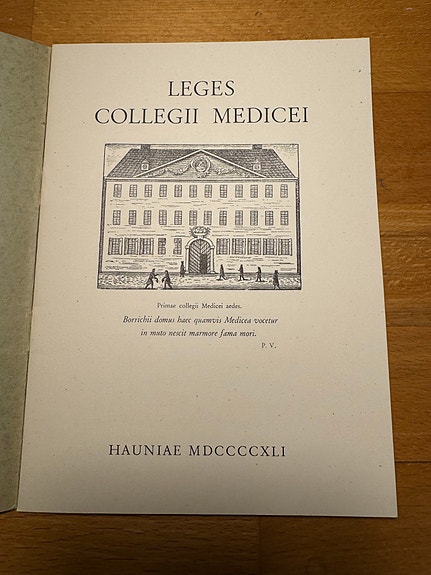 LEGES
COLLEGII MEDICEI
Primae collegii Medicei aedes.
Borrichii domus haec quamvis Medicea vocetur
in muto nescit marmore fama mori.
P. V.
HAUNIAE MDCCCCXLI